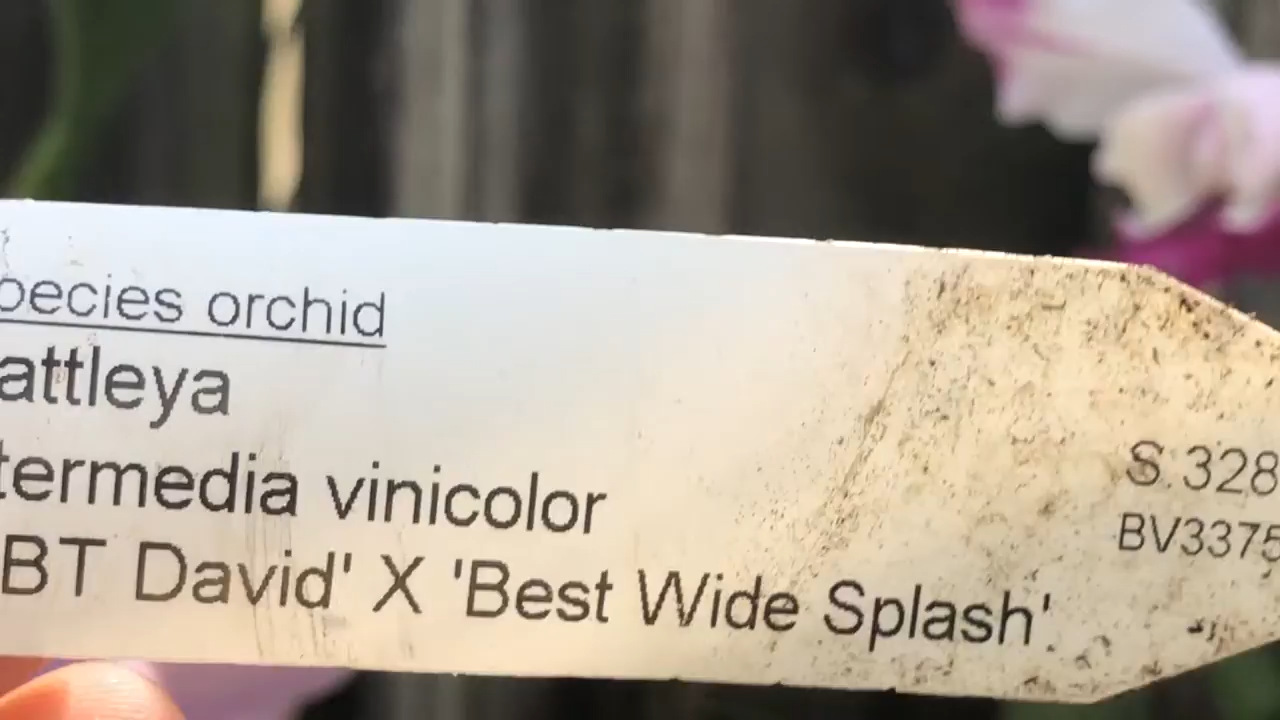 pecies orchid
attleya
termedia vinicolor
BT David' X 'Best Wide Splash'.
S.328
BV3375